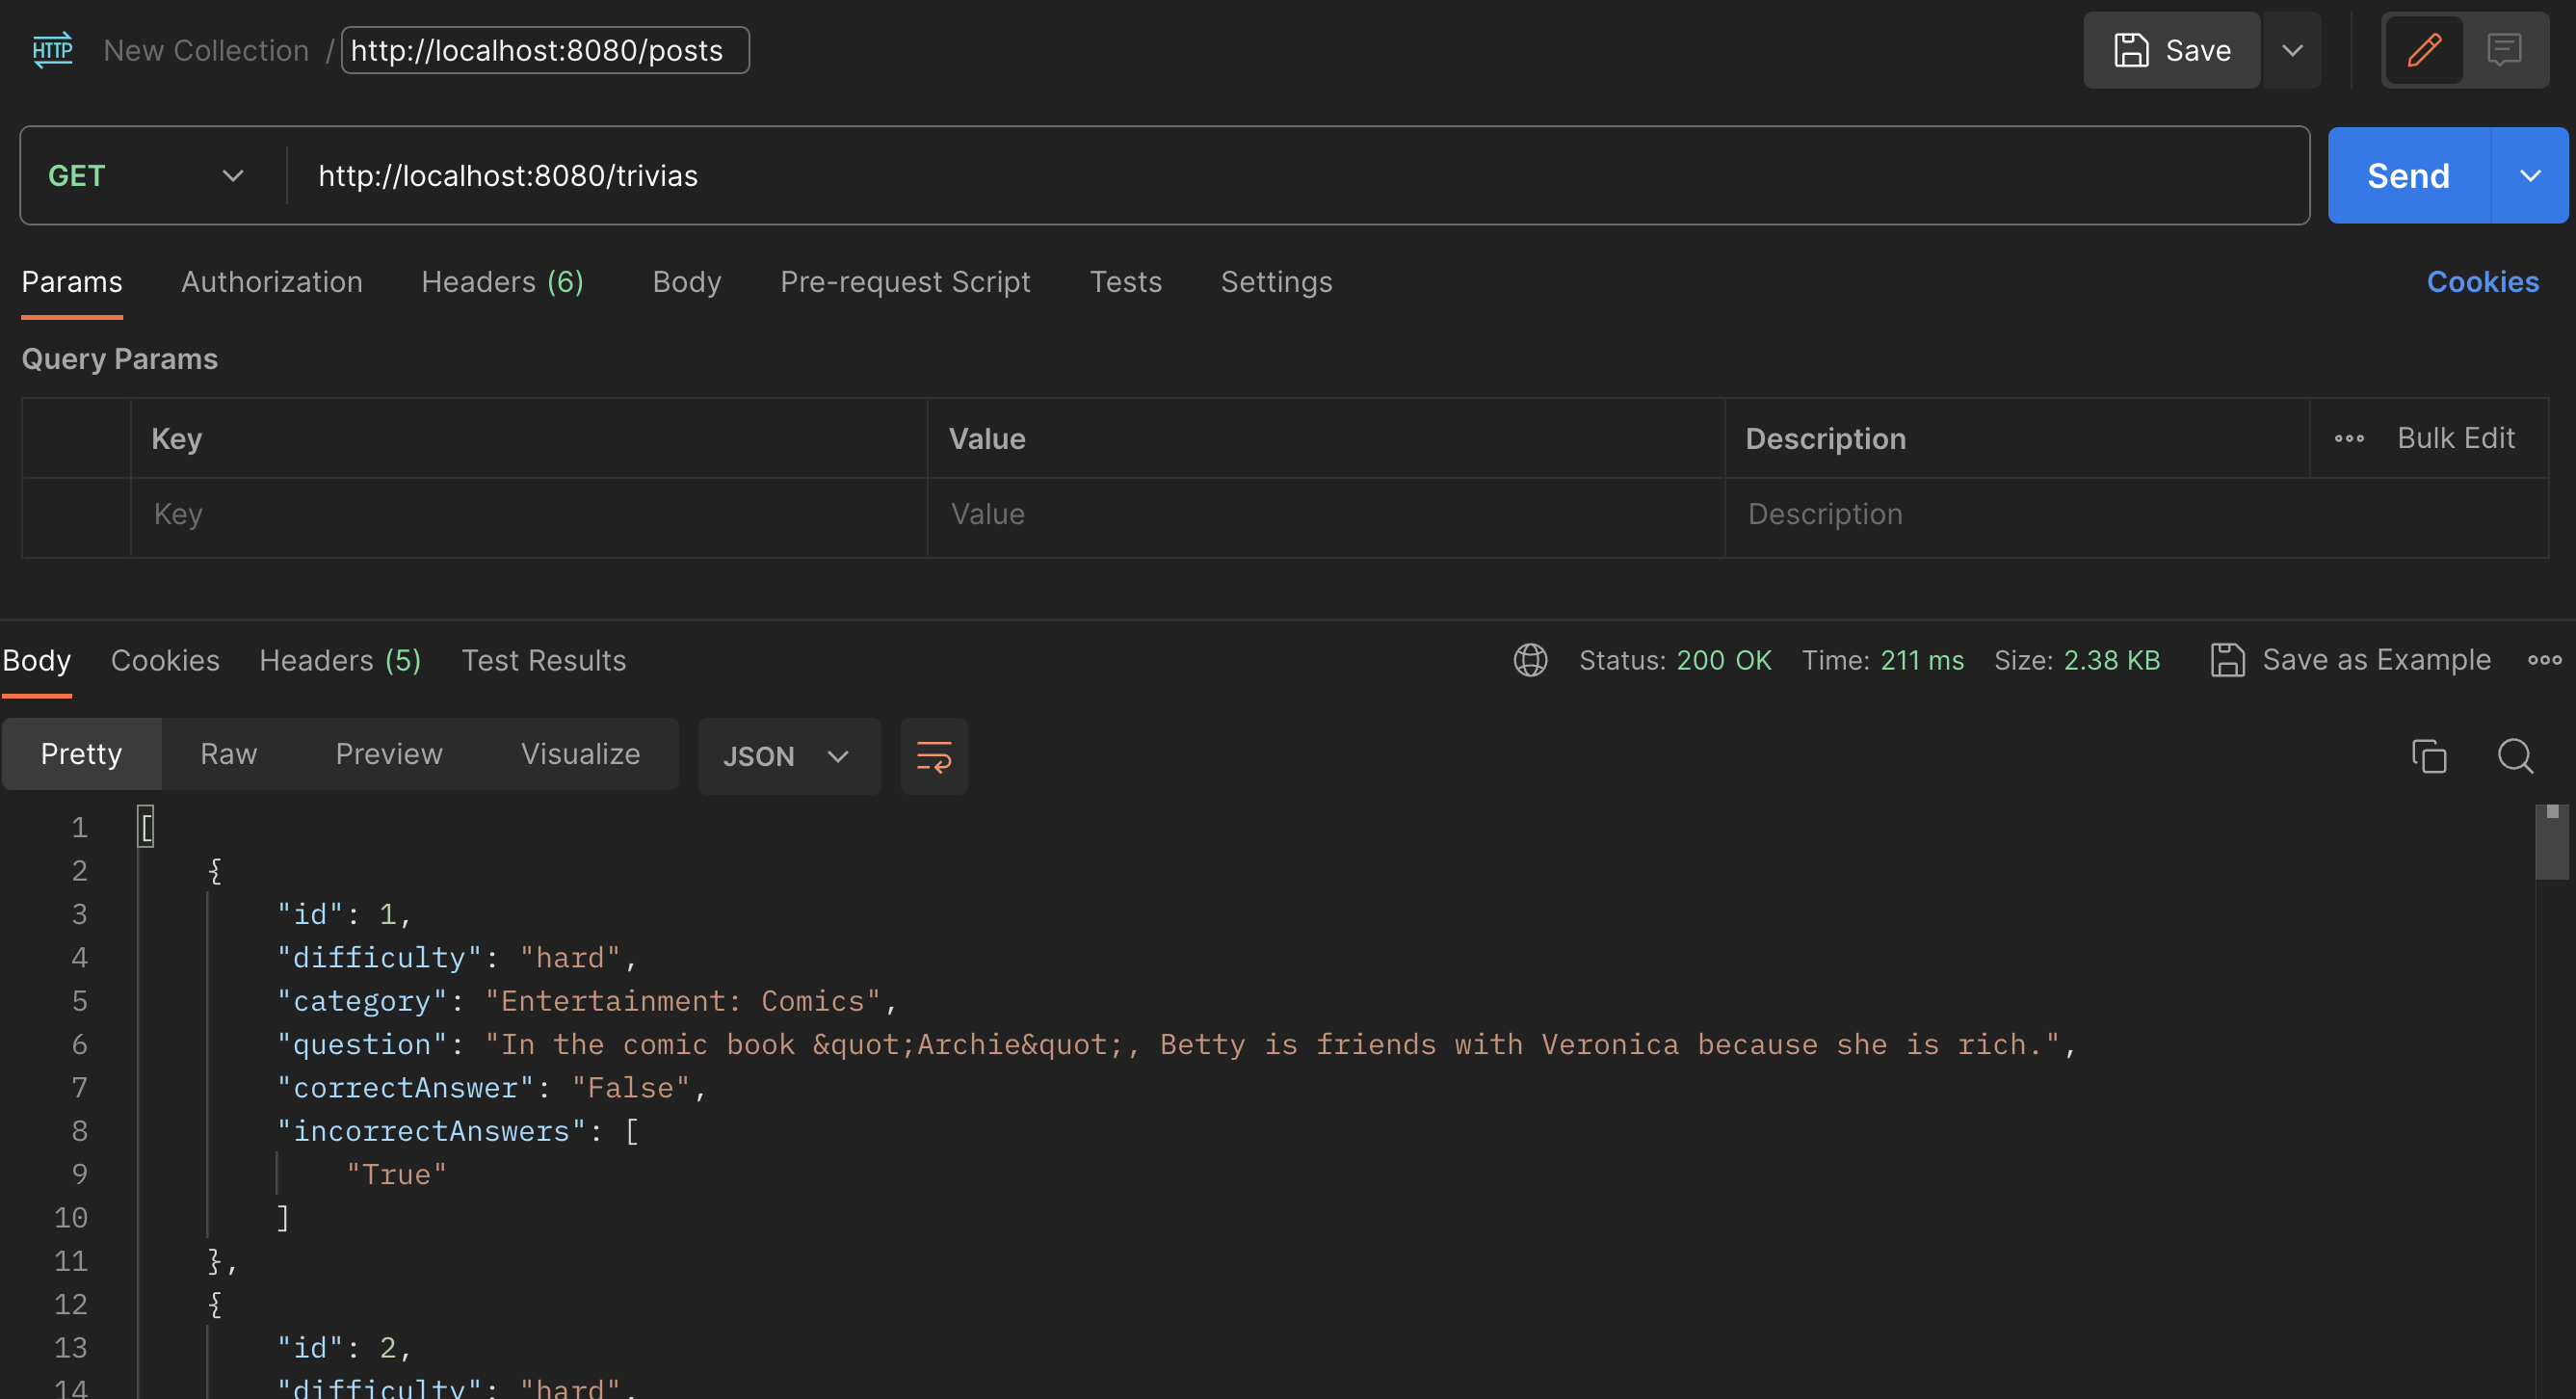 HTTP New Collection / http://localhost:8080/posts Save
GET http://localhost:8080/trivias Send
Params Authorization Headers (6) Body Pre-request Script Tests Settings Cookies
Query Params
Key Value Description ooo Bulk Edit
Key Value Description
Body Cookies Headers (5) Test Results Status: 200 OK Time: 211 ms Size: 2.38 KB Save as Example ooo
Pretty Raw Preview Visualize JSON
1 [
2 {
3 "id": 1,
4 "difficulty": "hard",
5 "category": "Entertainment: Comics",
6 "question": "In the comic book &quot;Archie&quot;, Betty is friends with Veronica because she is rich.",
7 "correctAnswer": "False",
8 "incorrectAnswers": [
9 "True"
10 ]
11 },
12 {
13 "id": 2,
14 "difficulty": "hard",